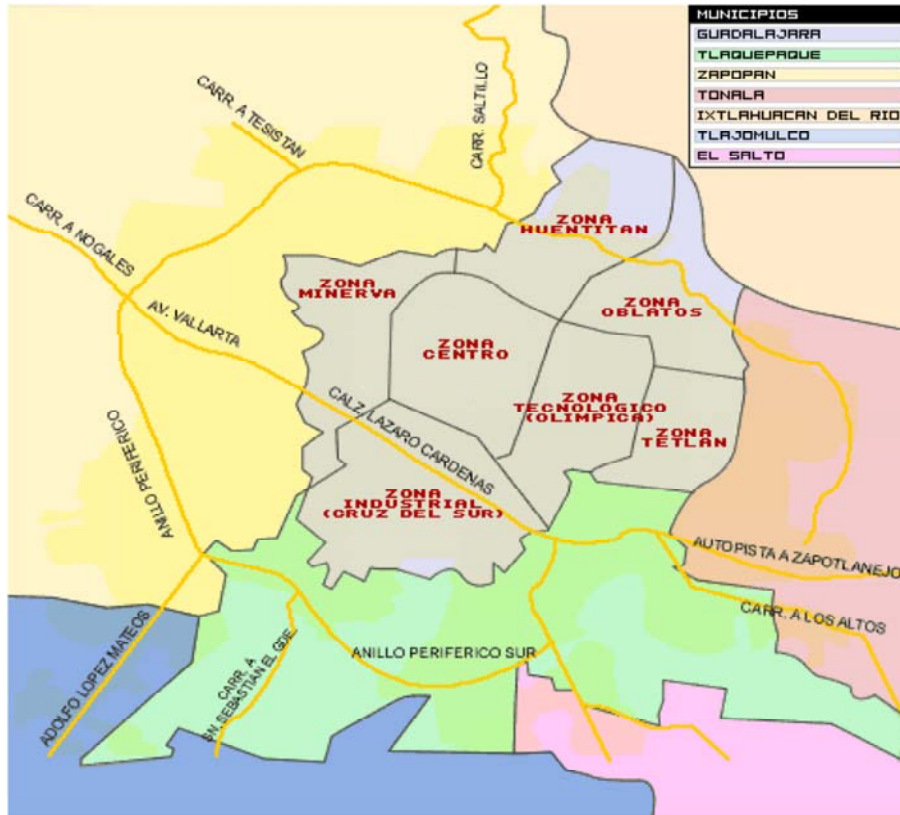 MUNICIPIOS
GUADALAJARA
TLAQUEPAQUE
ZAPOPAN
TONALA
IXTLAHUACAN DEL RIO
TLAJOMULCO
EL SALTO
CARR. A TESISTAN
CARR. SALTILLO
CARR. A NOGALES
AV. VALLARTA
ZONA
HUENTITAN
ZONA
MINERVA
ZONA
OBLATOS
ZONA
CENTRO
ZONA
TECNOLOGICO
(OLIMPICA)
ZONA
TETLAN
CALZ. LAZARO CARDENAS
ANILLO PERIFERICO
ZONA
INDUSTRIAL
(CRUZ DEL SUR)
AUTOPISTA A ZAPOTLANEJO
CARR. A LOS ALTOS
ANILLO PERIFERICO SUR
ADOLFO LOPEZ MATEOS
CARR. A
SN. SEBASTIAN EL GDE